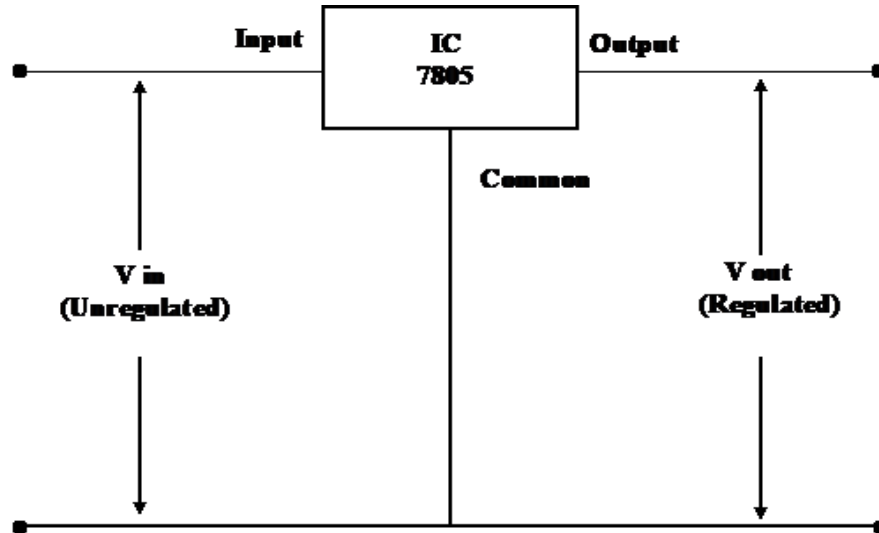 Input
IC
7805
Output
Common
V in
(Unregulated)
V out
(Regulated)